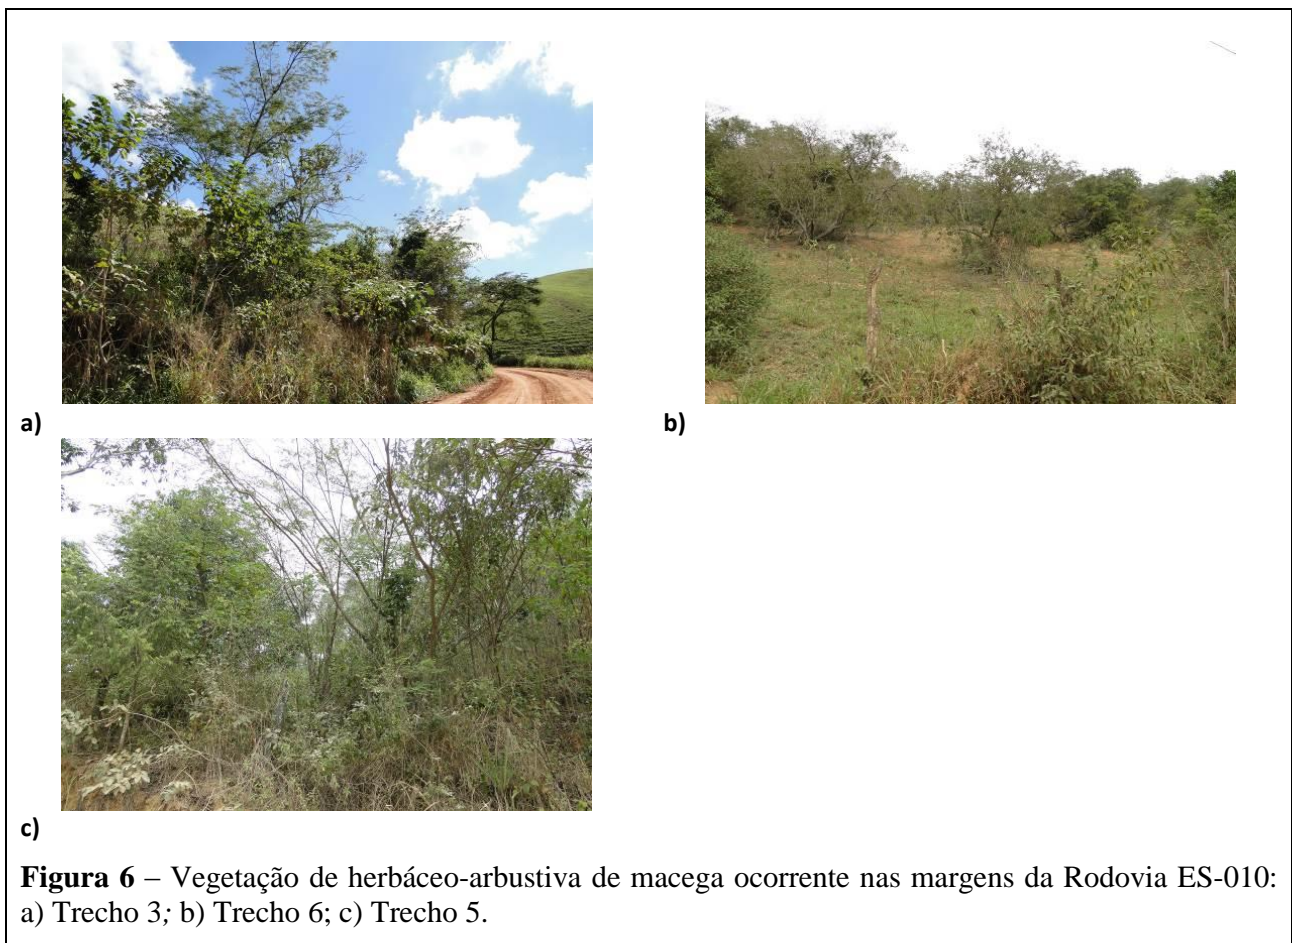 a)
b)
c)
Figura 6 – Vegetação de herbáceo-arbustiva de macega ocorrente nas margens da Rodovia ES-010:
a) Trecho 3; b) Trecho 6; c) Trecho 5.